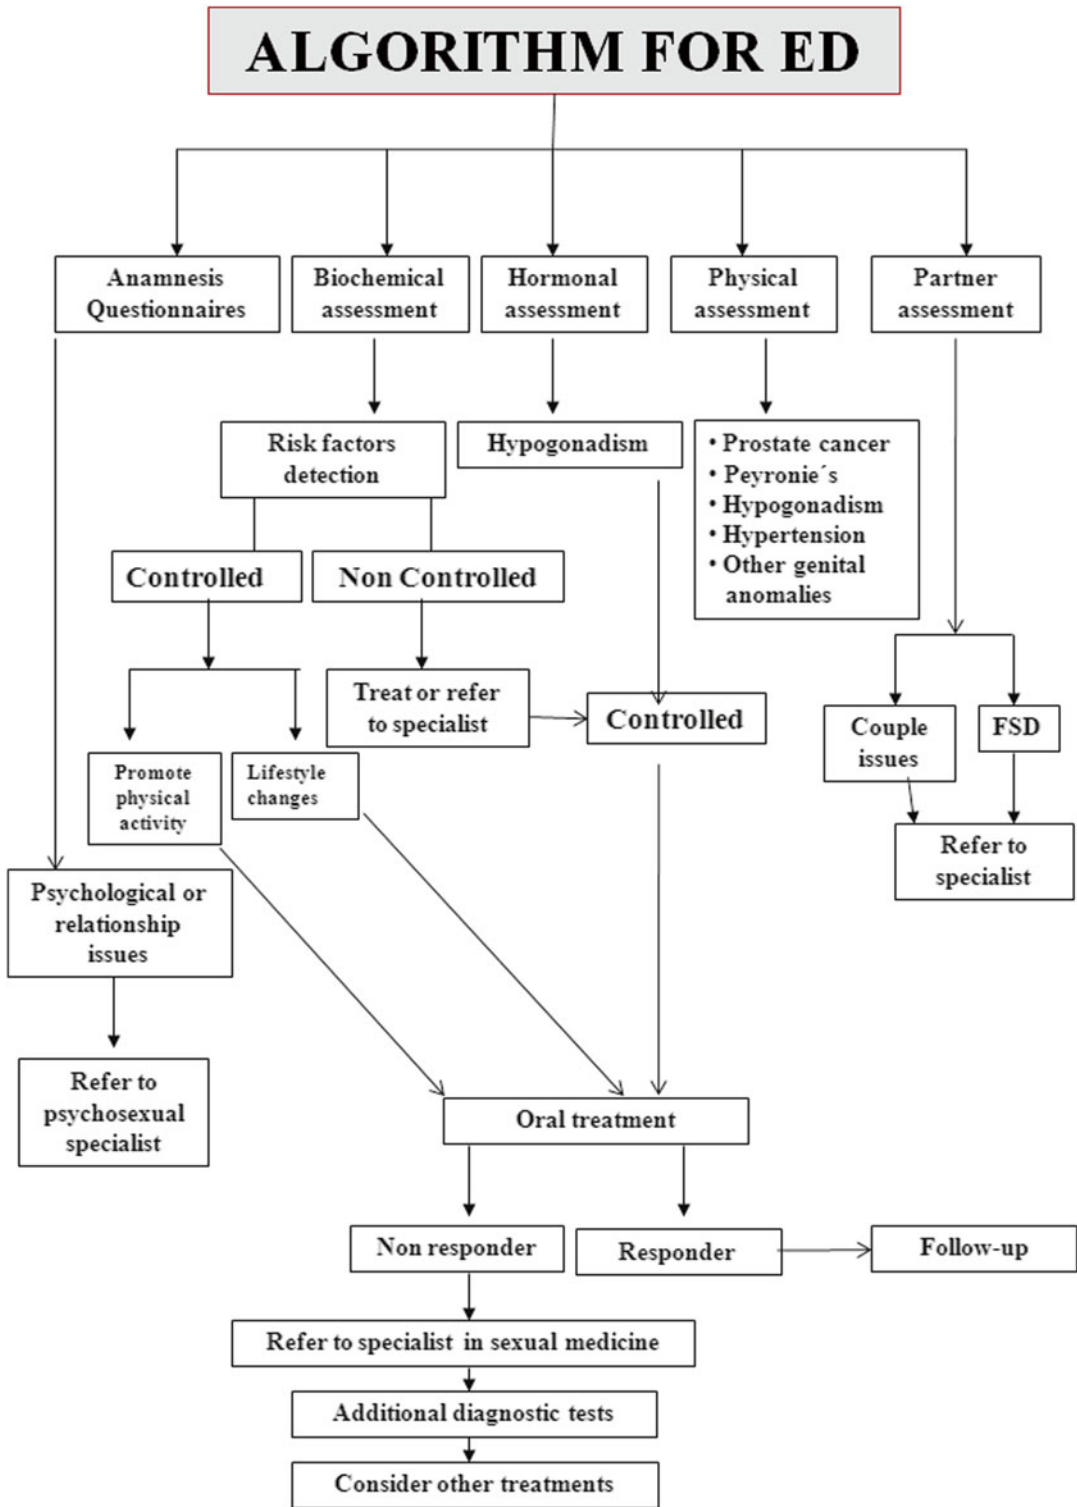 ALGORITHM FOR ED
Anamnesis
Questionnaires
Biochemical
assessment
Hormonal
assessment
Physical
assessment
Partner
assessment
Risk factors
detection
Hypogonadism
• Prostate cancer
• Peyronie´s
• Hypogonadism
• Hypertension
• Other genital
anomalies
Controlled
Non Controlled
Treat or refer
to specialist
Controlled
Couple
issues
FSD
Promote
physical
activity
Lifestyle
changes
Refer to
specialist
Psychological or
relationship
issues
Refer to
psychosexual
specialist
Oral treatment
Non responder
Responder
Follow-up
Refer to specialist in sexual medicine
Additional diagnostic tests
Consider other treatments